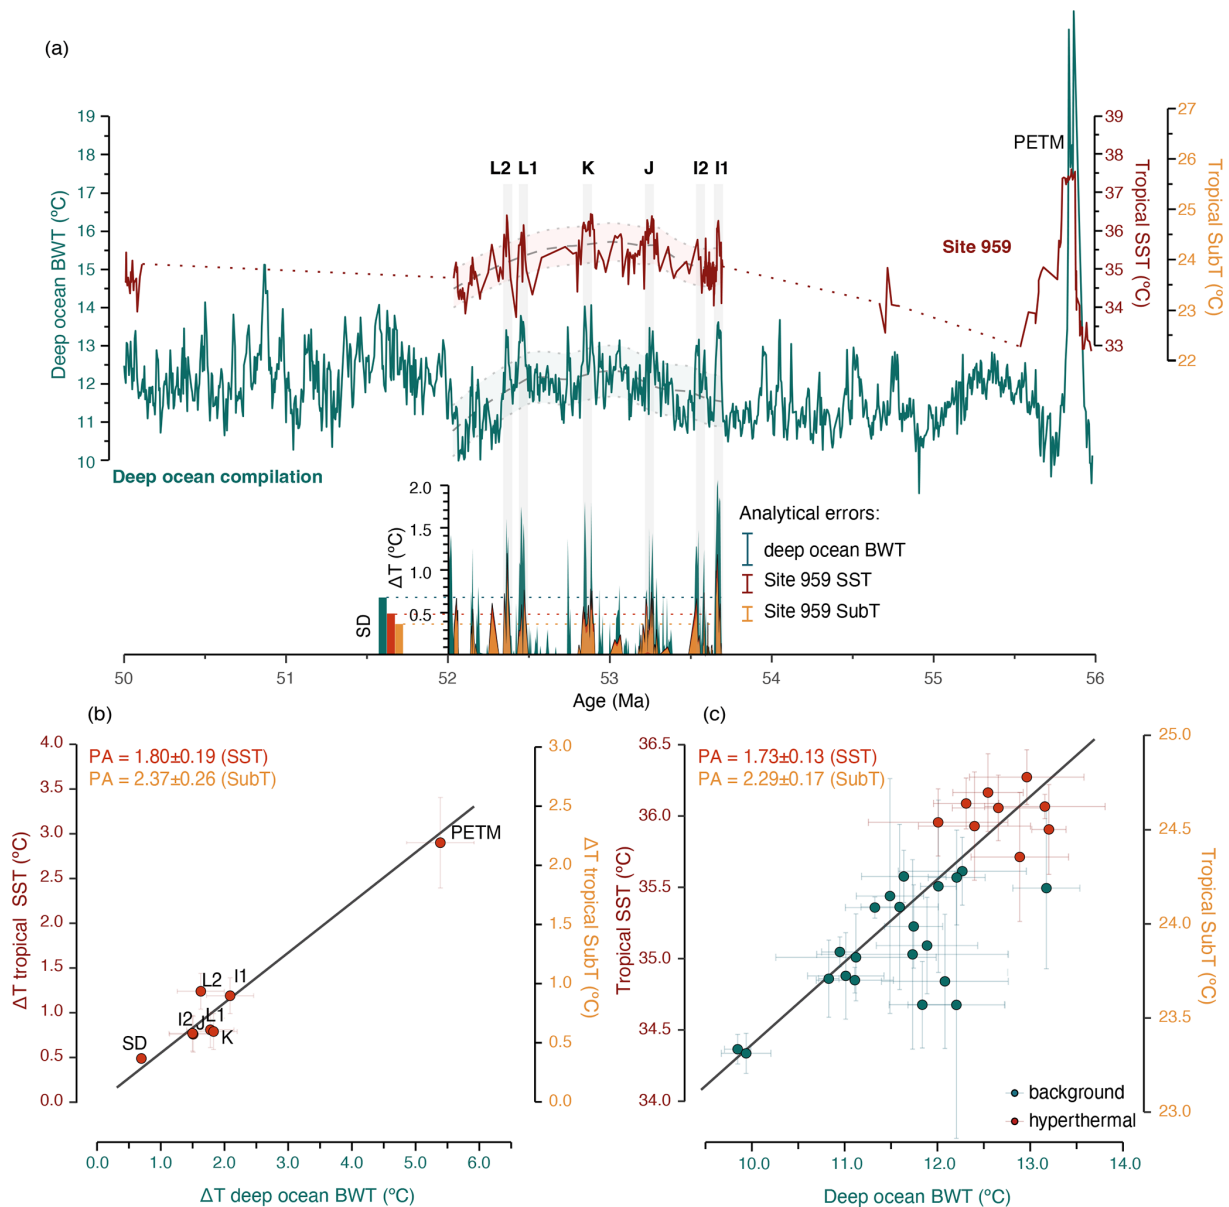 (a)
PETM
19
18
17
16
15
14
13
12
11
10
Deep ocean BWT (ºC)
39
38
37
36
35
34
33
Tropical SST (ºC)
27
26
25
24
23
22
Tropical SubT (ºC)
L2 L1 K J I2 I1
Site 959
Deep ocean compilation
2.0
1.5
1.0
0.5
ΔT (ºC)
SD
Analytical errors:
deep ocean BWT
Site 959 SST
Site 959 SubT
50 51 52 53 54 55 56
Age (Ma)
(b)
PA = 1.80±0.19 (SST)
PA = 2.37±0.26 (SubT)
4.0
3.5
3.0
2.5
2.0
1.5
1.0
0.5
0.0
ΔT tropical SST (ºC)
3.0
2.5
2.0
1.5
1.0
0.5
0.0
ΔT tropical SubT (ºC)
PETM
L2
I1
I2
J
L1
K
SD
0.0 1.0 2.0 3.0 4.0 5.0 6.0
ΔT deep ocean BWT (ºC)
(c)
PA = 1.73±0.13 (SST)
PA = 2.29±0.17 (SubT)
36.5
36.0
35.5
35.0
34.5
34.0
Tropical SST (ºC)
25.0
24.5
24.0
23.5
23.0
Tropical SubT (ºC)
background
hyperthermal
10.0 11.0 12.0 13.0 14.0
Deep ocean BWT (ºC)